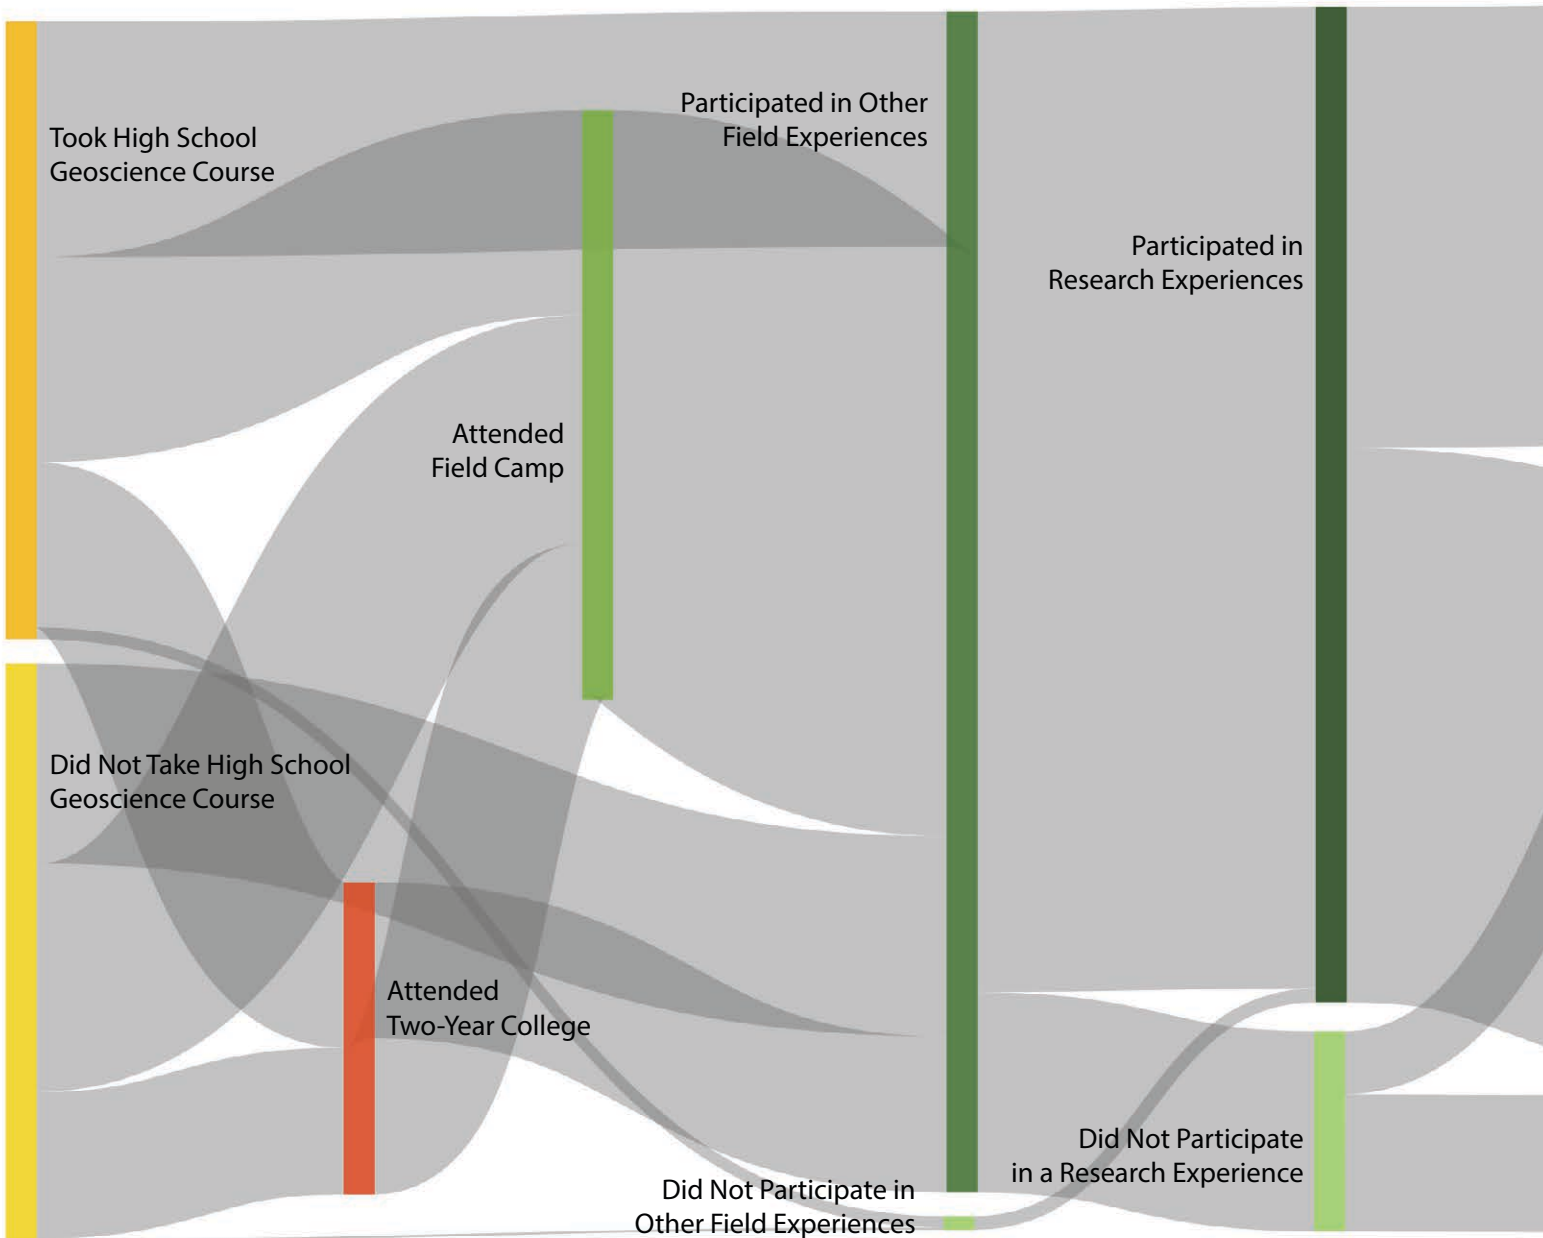 Took High School
Geoscience Course
Participated in Other
Field Experiences
Participated in
Research Experiences
Attended
Field Camp
Did Not Take High School
Geoscience Course
Attended
Two-Year College
Did Not Participate in
Other Field Experiences
Did Not Participate
in a Research Experience